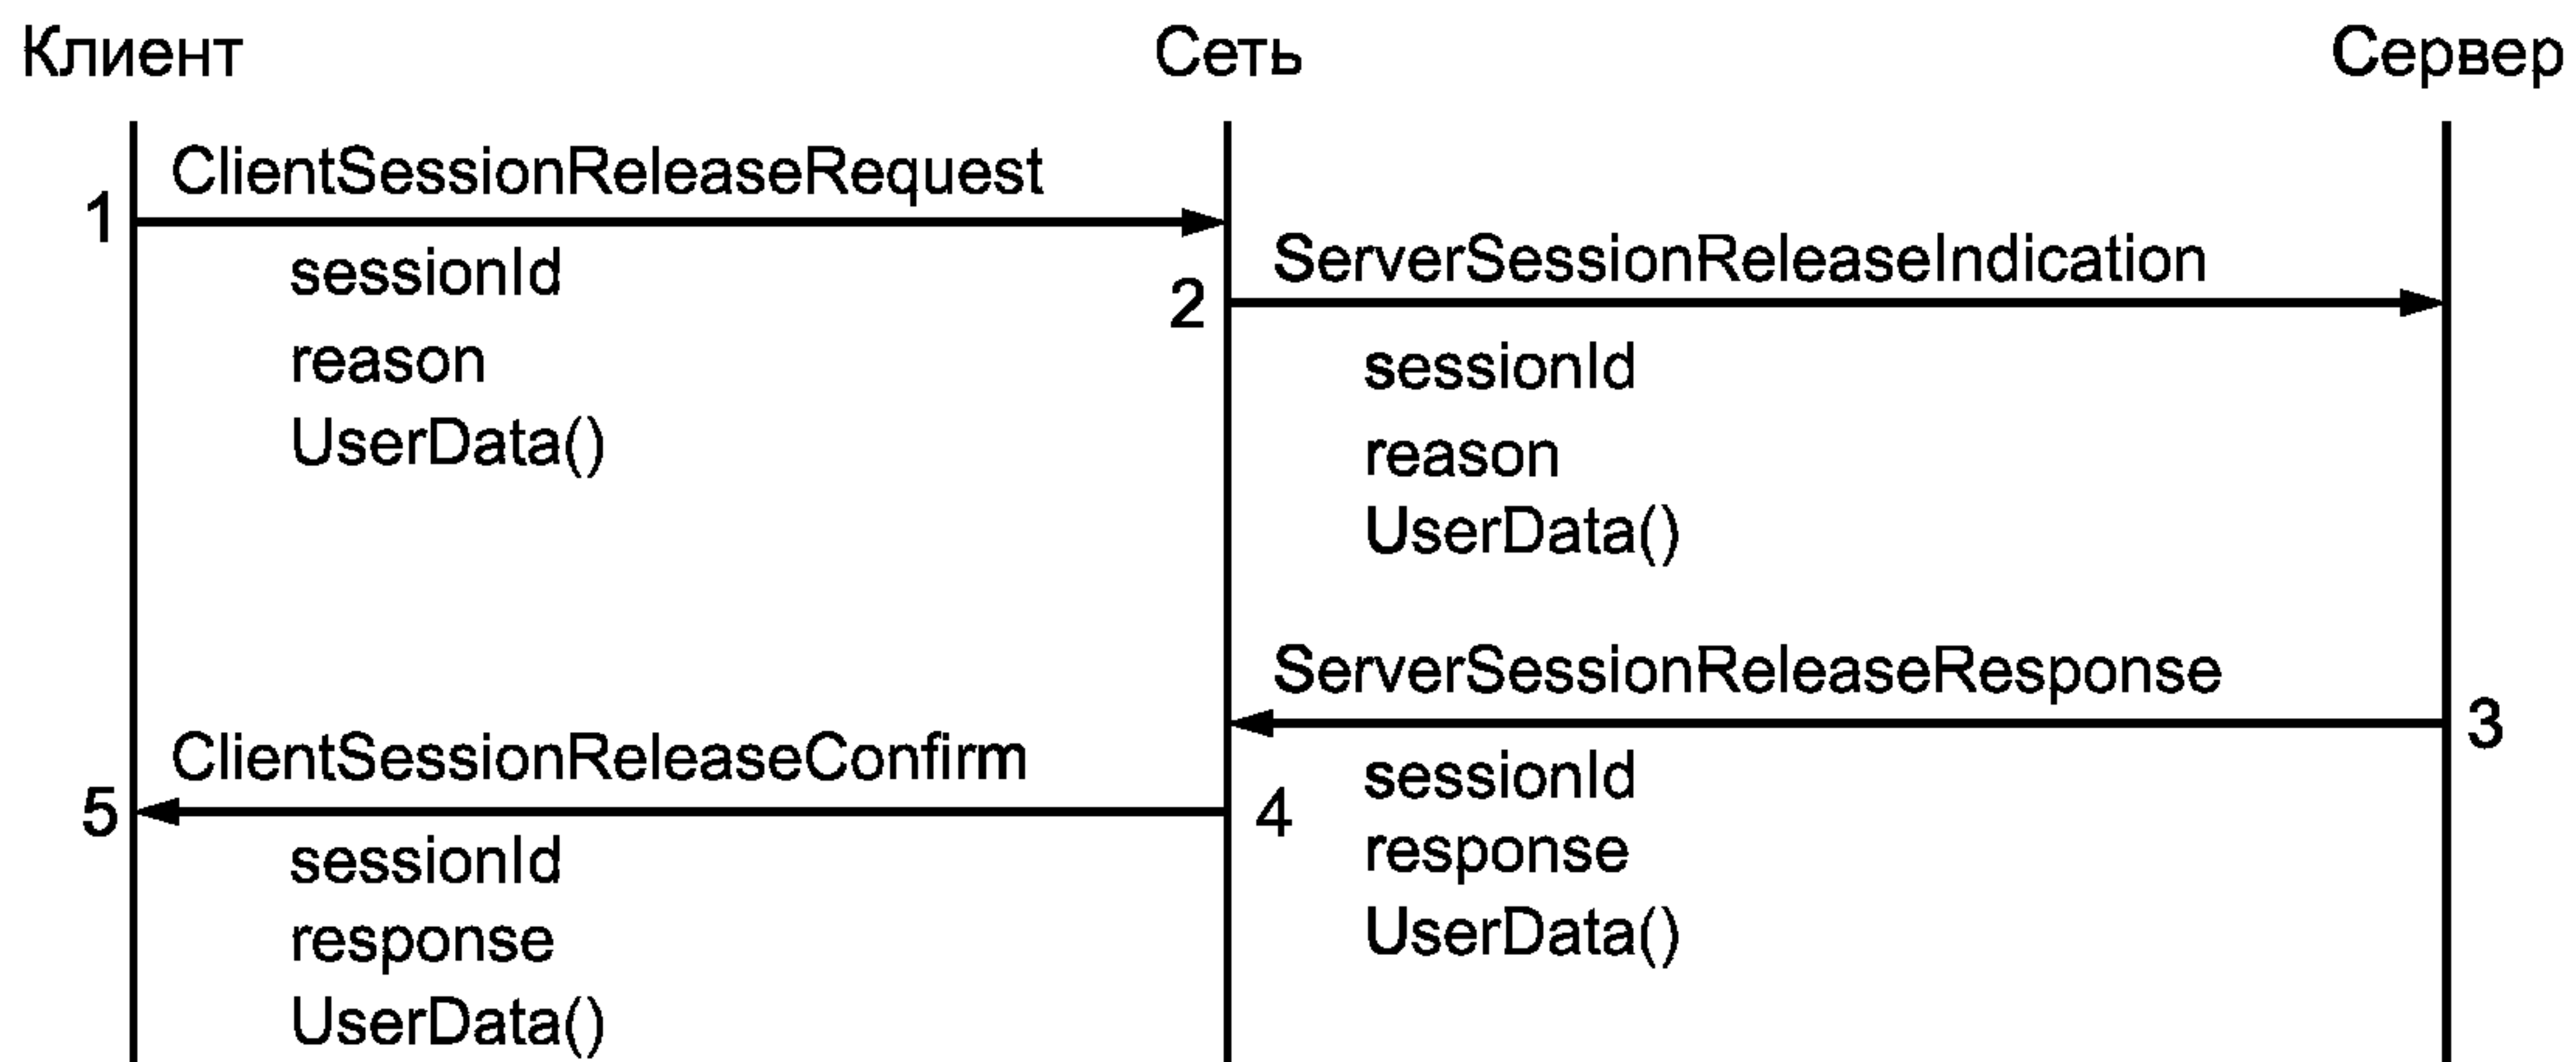 Клиент Сеть Сервер
ClientSessionReleaseRequest
1
sessionId
reason
UserData()
ServerSessionReleaseIndication
2
sessionId
reason
UserData()
ServerSessionReleaseResponse
3
sessionId
response
UserData()
ClientSessionReleaseConfirm
5 4
sessionId
response
UserData()